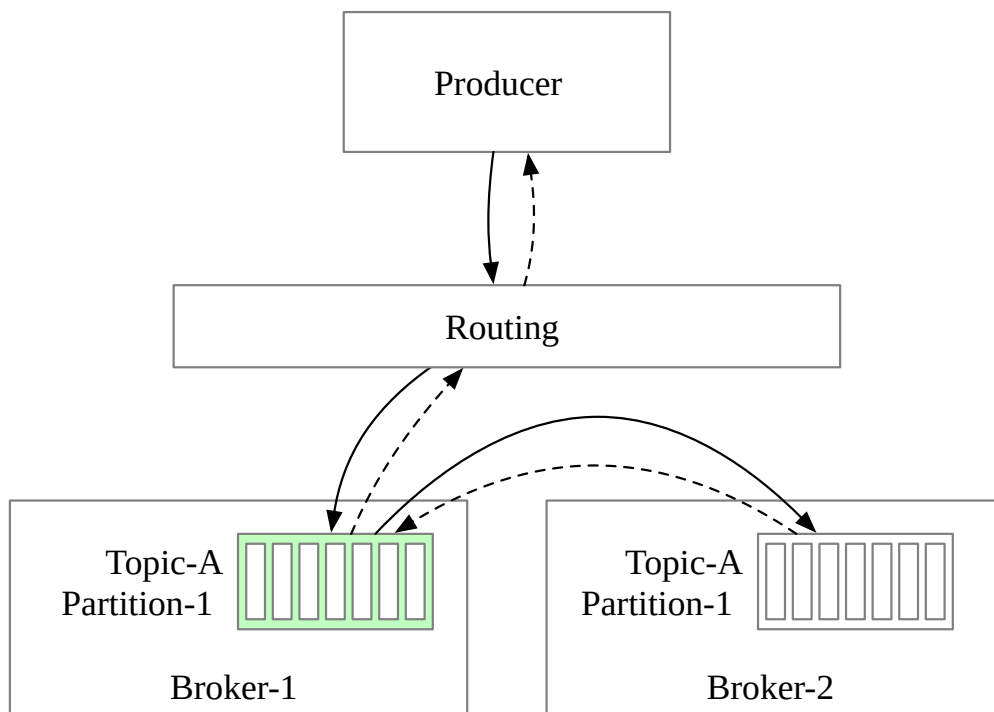 Producer
Routing
Topic-A
Partition-1
Broker-1
Topic-A
Partition-1
Broker-2